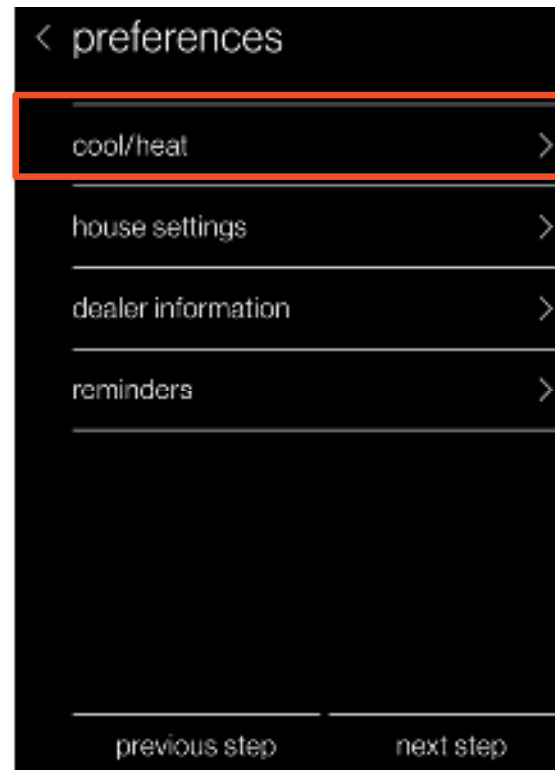 preferences
cool/heat
house settings
dealer information
reminders
previous step next step